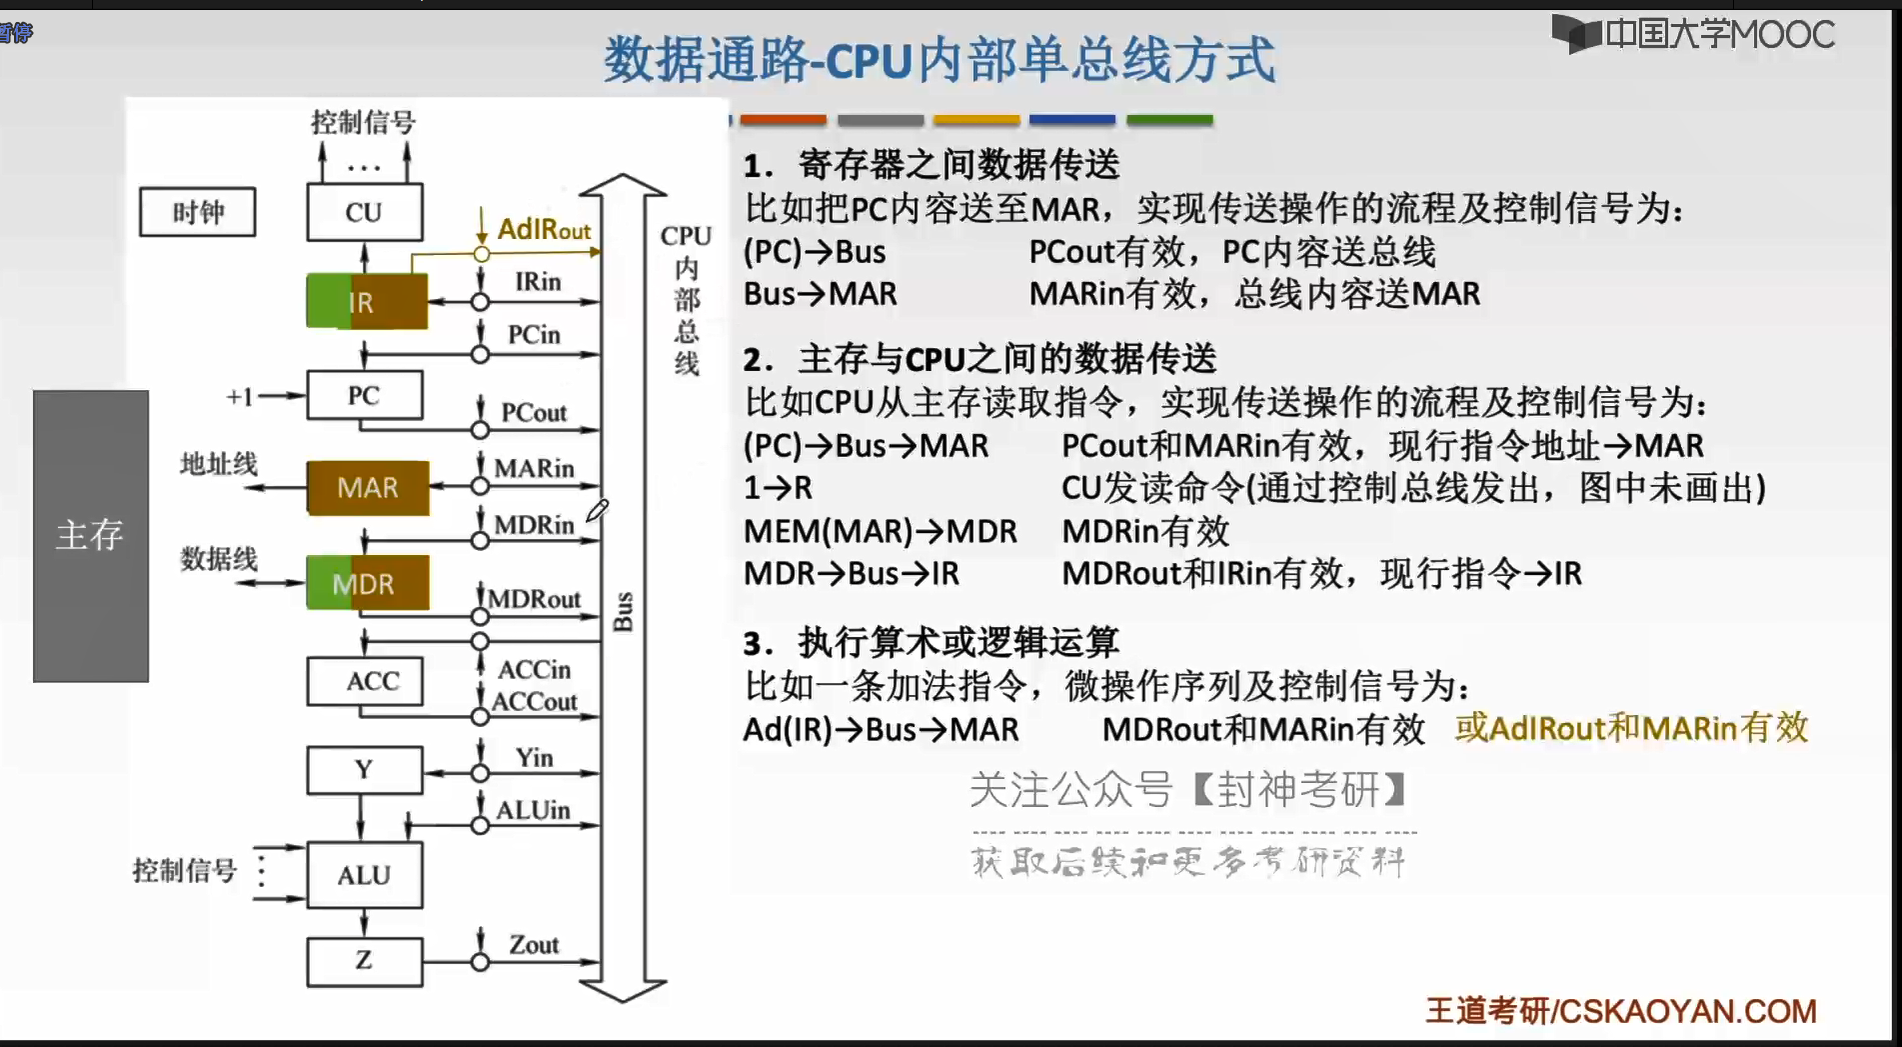 暂停
中国大学MOOC
数据通路-CPU内部单总线方式
控制信号
...
时钟
CU
AdIRout
CPU内部总线
IR
IRin
PCin
+1
PC
PCout
地址线
MAR
MARin
主存
MDRin
数据线
MDR
MDRout
Bus
ACC
ACCin
ACCout
Y
Yin
ALUin
控制信号
ALU
Z
Zout
1. 寄存器之间数据传送
比如把PC内容送至MAR，实现传送操作的流程及控制信号为：
(PC)→Bus PCout有效，PC内容送总线
Bus→MAR MARin有效，总线内容送MAR
2. 主存与CPU之间的数据传送
比如CPU从主存读取指令，实现传送操作的流程及控制信号为：
(PC)→Bus→MAR PCout和MARin有效，现行指令地址→MAR
1→R CU发读命令(通过控制总线发出，图中未画出)
MEM(MAR)→MDR MDRin有效
MDR→Bus→IR MDRout和IRin有效，现行指令→IR
3. 执行算术或逻辑运算
比如一条加法指令，微操作序列及控制信号为：
Ad(IR)→Bus→MAR MDRout和MARin有效 或AdIRout和MARin有效
关注公众号【封神考研】
获取后续和更多考研资料
王道考研/CSKAOYAN.COM